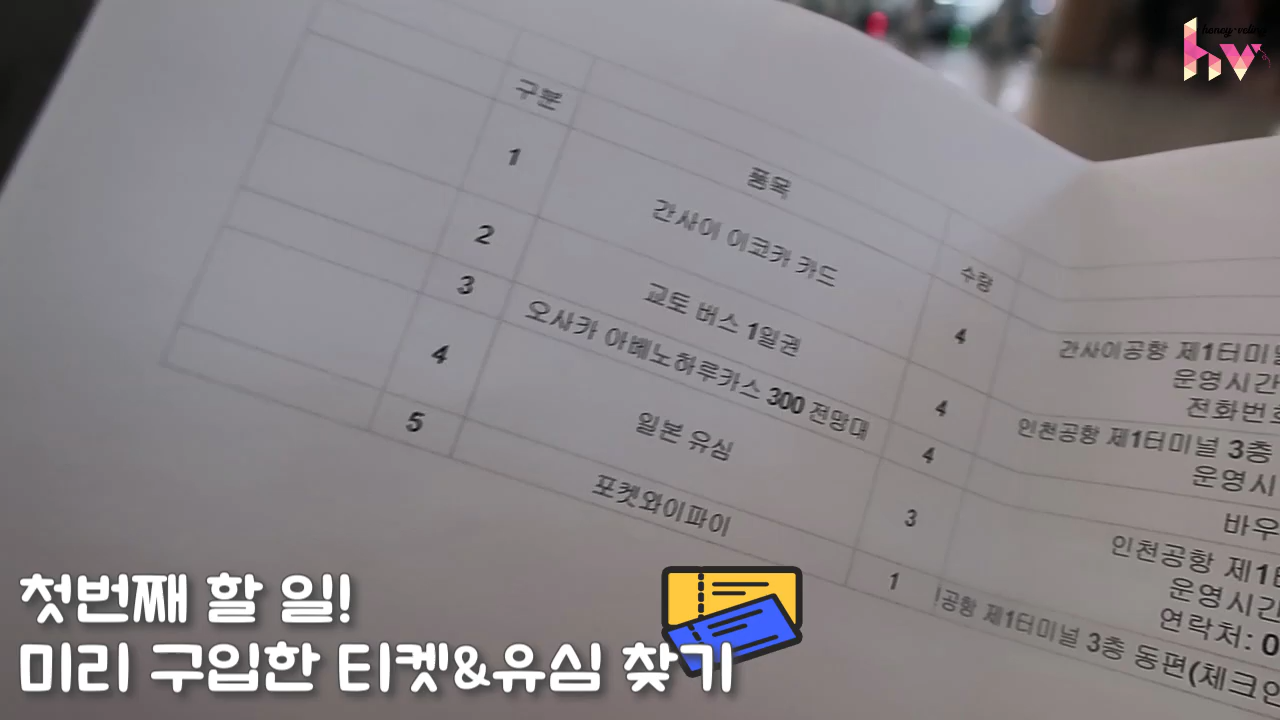 honey·
hv
구분 품목 수량
1 간사이 이코카 카드 4
간사이공항 제1터미널
운영시간
전화번호
2 교토 버스 1일권 4
인천공항 제1터미널 3층
운영시
3 오사카 아베노하루카스 300 전망대 4
바우
4 일본 유심 3
인천공항 제1터
운영시간
연락처: 0
5 포켓와이파이 1
공항 제1터미널 3층 동편(체크인
첫번째 할 일!
미리 구입한 티켓&유심 찾기